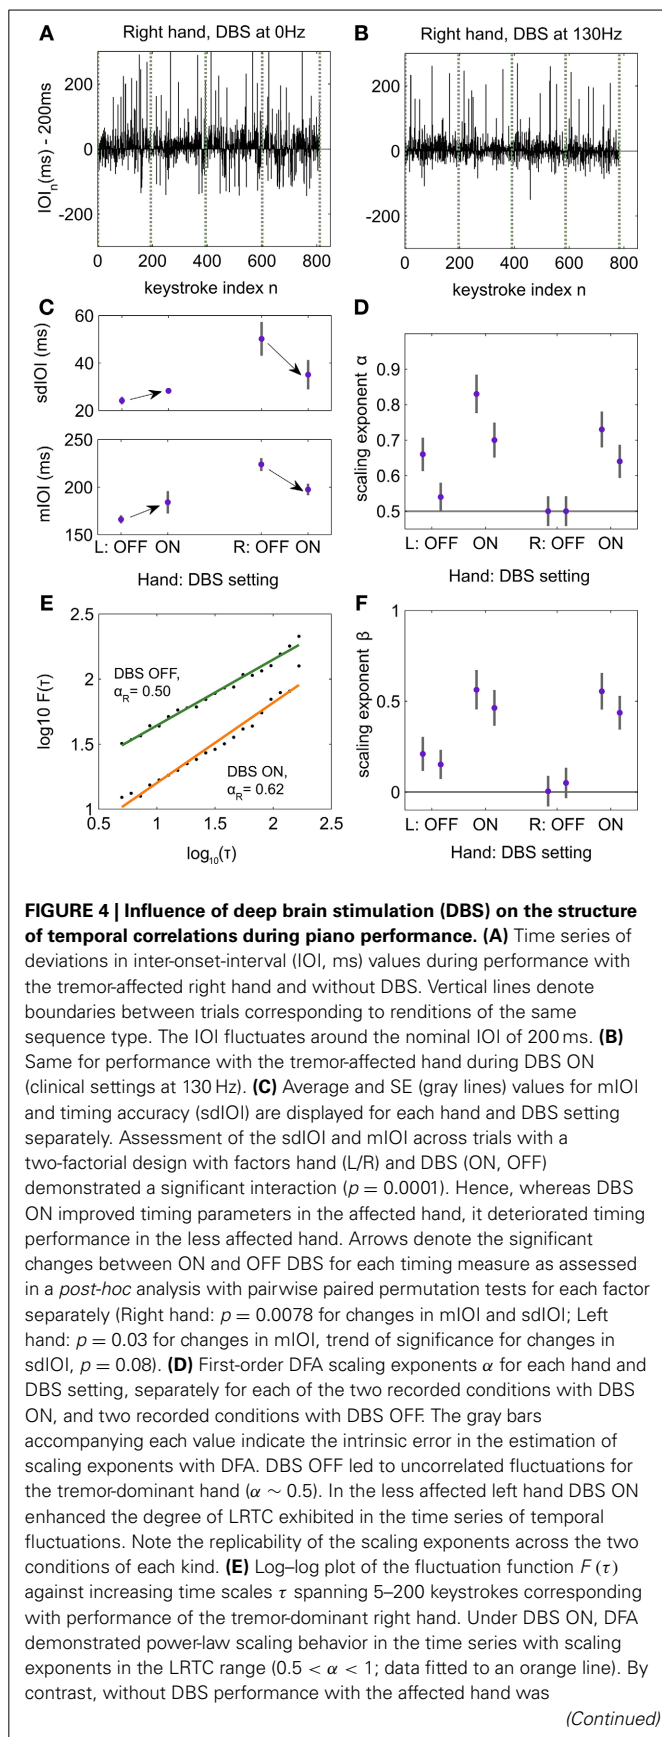 A
Right hand, DBS at 0Hz
B
Right hand, DBS at 130Hz
IOIn(ms) - 200ms
200
0
-200
0 200 400 600 800
keystroke index n
200
0
-200
0 200 400 600 800
keystroke index n
C
sdIOI (ms)
60
40
20
mIOI (ms)
250
200
150
L: OFF ON R: OFF ON
Hand: DBS setting
D
scaling exponent α
0.9
0.8
0.7
0.6
0.5
L: OFF ON R: OFF ON
Hand: DBS setting
E
log10 F(τ)
2.5
2
1.5
1
DBS OFF,
αR= 0.50
DBS ON,
αR= 0.62
0.5 1 1.5 2 2.5
log10(τ)
F
scaling exponent β
1
0.5
0
L: OFF ON R: OFF ON
Hand: DBS setting
FIGURE 4 | Influence of deep brain stimulation (DBS) on the structure
of temporal correlations during piano performance. (A) Time series of
deviations in inter-onset-interval (IOI, ms) values during performance with
the tremor-affected right hand and without DBS. Vertical lines denote
boundaries between trials corresponding to renditions of the same
sequence type. The IOI fluctuates around the nominal IOI of 200 ms. (B)
Same for performance with the tremor-affected hand during DBS ON
(clinical settings at 130 Hz). (C) Average and SE (gray lines) values for mIOI
and timing accuracy (sdIOI) are displayed for each hand and DBS setting
separately. Assessment of the sdIOI and mIOI across trials with a
two-factorial design with factors hand (L/R) and DBS (ON, OFF)
demonstrated a significant interaction (p = 0.0001). Hence, whereas DBS
ON improved timing parameters in the affected hand, it deteriorated timing
performance in the less affected hand. Arrows denote the significant
changes between ON and OFF DBS for each timing measure as assessed
in a post-hoc analysis with pairwise paired permutation tests for each factor
separately (Right hand: p = 0.0078 for changes in mIOI and sdIOI; Left
hand: p = 0.03 for changes in mIOI, trend of significance for changes in
sdIOI, p = 0.08). (D) First-order DFA scaling exponents α for each hand and
DBS setting, separately for each of the two recorded conditions with DBS
ON, and two recorded conditions with DBS OFF. The gray bars
accompanying each value indicate the intrinsic error in the estimation of
scaling exponents with DFA. DBS OFF led to uncorrelated fluctuations for
the tremor-dominant hand (α ∼ 0.5). In the less affected left hand DBS ON
enhanced the degree of LRTC exhibited in the time series of temporal
fluctuations. Note the replicability of the scaling exponents across the two
conditions of each kind. (E) Log–log plot of the fluctuation function F (τ)
against increasing time scales τ spanning 5–200 keystrokes corresponding
with performance of the tremor-dominant right hand. Under DBS ON, DFA
demonstrated power-law scaling behavior in the time series with scaling
exponents in the LRTC range (0.5 < α < 1; data fitted to an orange line). By
contrast, without DBS performance with the affected hand was
(Continued)